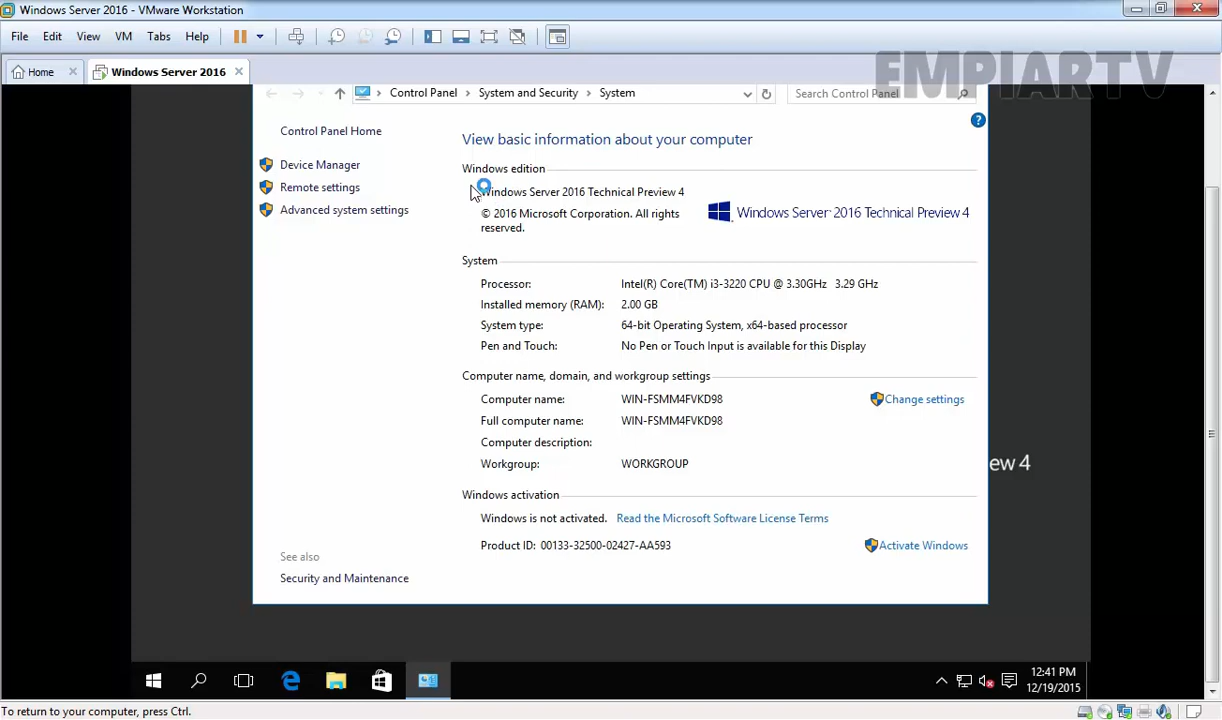 Windows Server 2016 - VMware Workstation
File Edit View VM Tabs Help
Home Windows Server 2016
EMPIARTV
Control Panel System and Security System Search Control Panel
Control Panel Home
Device Manager
Remote settings
Advanced system settings
View basic information about your computer
Windows edition
Windows Server 2016 Technical Preview 4
© 2016 Microsoft Corporation. All rights
reserved.
Windows Server 2016 Technical Preview 4
System
Processor: Intel(R) Core(TM) i3-3220 CPU @ 3.30GHz 3.29 GHz
Installed memory (RAM): 2.00 GB
System type: 64-bit Operating System, x64-based processor
Pen and Touch: No Pen or Touch Input is available for this Display
Computer name, domain, and workgroup settings
Computer name: WIN-FSMM4FVKD98 Change settings
Full computer name: WIN-FSMM4FVKD98
Computer description:
Workgroup: WORKGROUP
ew 4
Windows activation
Windows is not activated. Read the Microsoft Software License Terms
Product ID: 00133-32500-02427-AA593 Activate Windows
See also
Security and Maintenance
12:41 PM
12/19/2015
To return to your computer, press Ctrl.